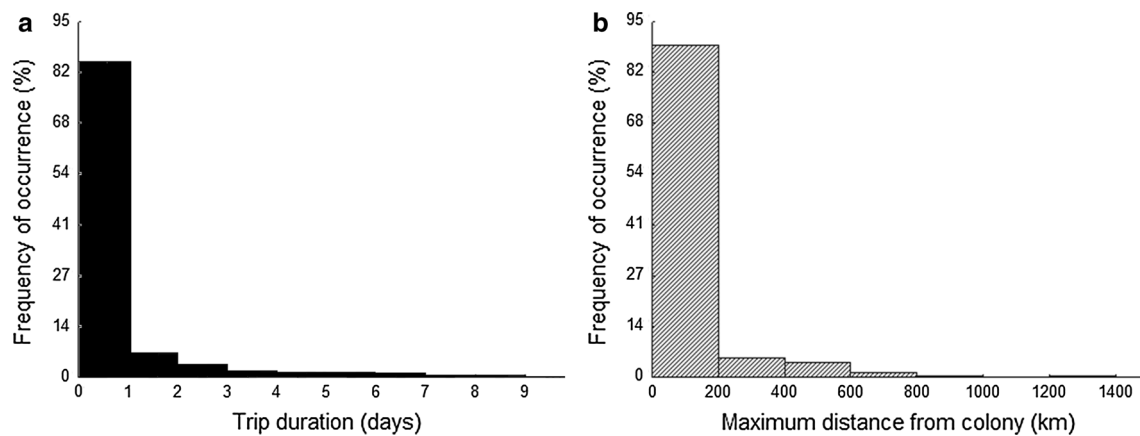 a
Frequency of occurrence (%)
95
82
68
54
41
27
14
0
0 1 2 3 4 5 6 7 8 9
Trip duration (days)
b
Frequency of occurrence (%)
95
82
68
54
41
27
14
0
0 200 400 600 800 1000 1200 1400
Maximum distance from colony (km)